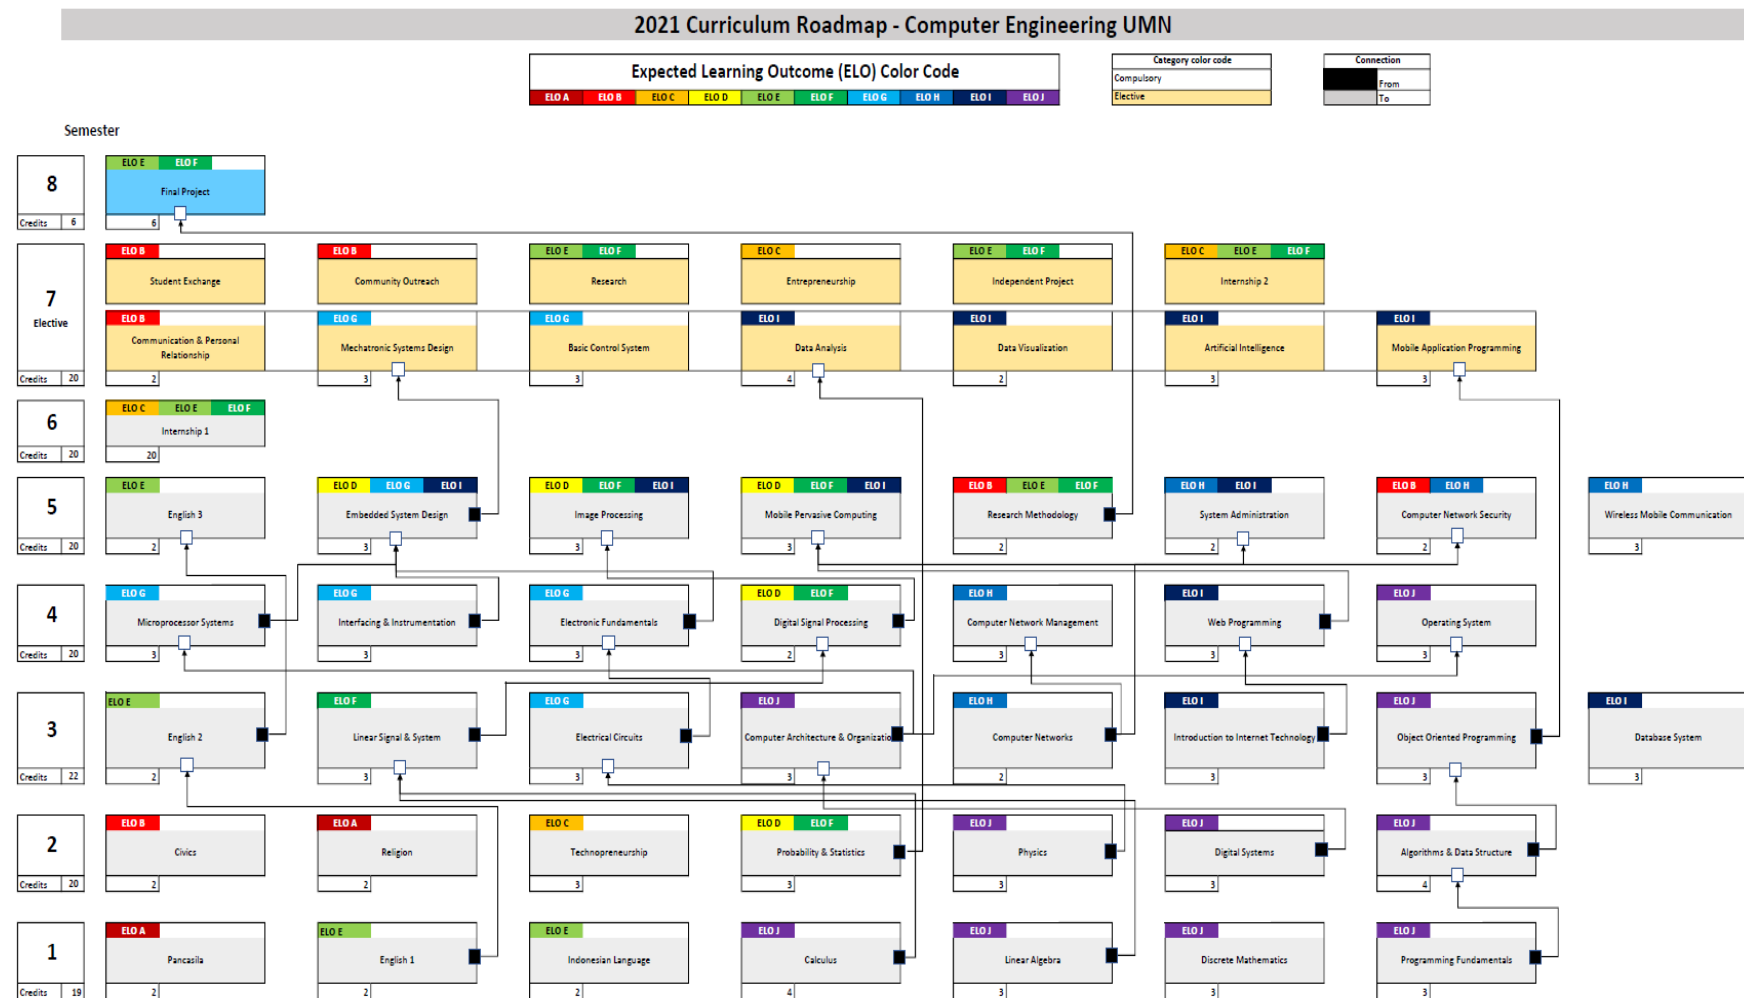 2021 Curriculum Roadmap - Computer Engineering UMN
Expected Learning Outcome (ELO) Color Code
ELO A ELO B ELO C ELO D ELO E ELO F ELO G ELO H ELO I ELO J
Category color code
Compulsory
Elective
Connection
From
To
Semester
8
Credits 6
ELO E ELO F
Final Project
6
7
Elective
Credits 20
ELO B
Student Exchange
ELO B
Community Outreach
ELO E ELO F
Research
ELO C
Entrepreneurship
ELO E ELO F
Independent Project
ELO C ELO E ELO F
Internship 2
ELO B
Communication & Personal
Relationship
2
ELO G
Mechatronic Systems Design
3
ELO G
Basic Control System
3
ELO I
Data Analysis
4
ELO I
Data Visualization
2
ELO I
Artificial Intelligence
3
ELO I
Mobile Application Programming
3
6
Credits 20
ELO C ELO E ELO F
Internship 1
20
5
Credits 20
ELO E
English 3
2
ELO D ELO G ELO I
Embedded System Design
3
ELO D ELO F ELO I
Image Processing
3
ELO D ELO F ELO I
Mobile Pervasive Computing
3
ELO B ELO E ELO F
Research Methodology
2
ELO H ELO I
System Administration
2
ELO B ELO H
Computer Network Security
2
ELO H
Wireless Mobile Communication
3
4
Credits 20
ELO G
Microprocessor Systems
3
ELO G
Interfacing & Instrumentation
3
ELO G
Electronic Fundamentals
3
ELO D ELO F
Digital Signal Processing
2
ELO H
Computer Network Management
3
ELO I
Web Programming
3
ELO J
Operating System
3
3
Credits 22
ELO E
English 2
2
ELO F
Linear Signal & System
3
ELO G
Electrical Circuits
3
ELO J
Computer Architecture & Organizatio
3
ELO H
Computer Networks
2
ELO I
Introduction to Internet Technology
3
ELO J
Object Oriented Programming
3
ELO I
Database System
3
2
Credits 20
ELO B
Civics
2
ELO A
Religion
2
ELO C
Technopreneurship
3
ELO D ELO F
Probability & Statistics
3
ELO J
Physics
3
ELO J
Digital Systems
3
ELO J
Algorithms & Data Structure
4
1
Credits 19
ELO A
Pancasila
2
ELO E
English 1
2
ELO E
Indonesian Language
2
ELO J
Calculus
4
ELO J
Linear Algebra
3
ELO J
Discrete Mathematics
3
ELO J
Programming Fundamentals
3